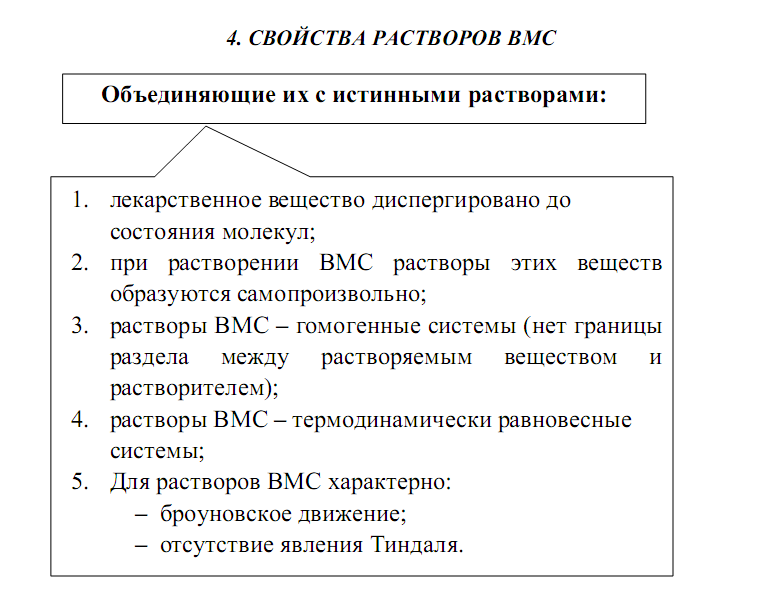 4. СВОЙСТВА РАСТВОРОВ ВМС
Объединяющие их с истинными растворами:
1. лекарственное вещество диспергировано до
состояния молекул;
2. при растворении ВМС растворы этих веществ
образуются самопроизвольно;
3. растворы ВМС – гомогенные системы (нет границы
раздела между растворяемым веществом и
растворителем);
4. растворы ВМС – термодинамически равновесные
системы;
5. Для растворов ВМС характерно:
– броуновское движение;
– отсутствие явления Тиндаля.